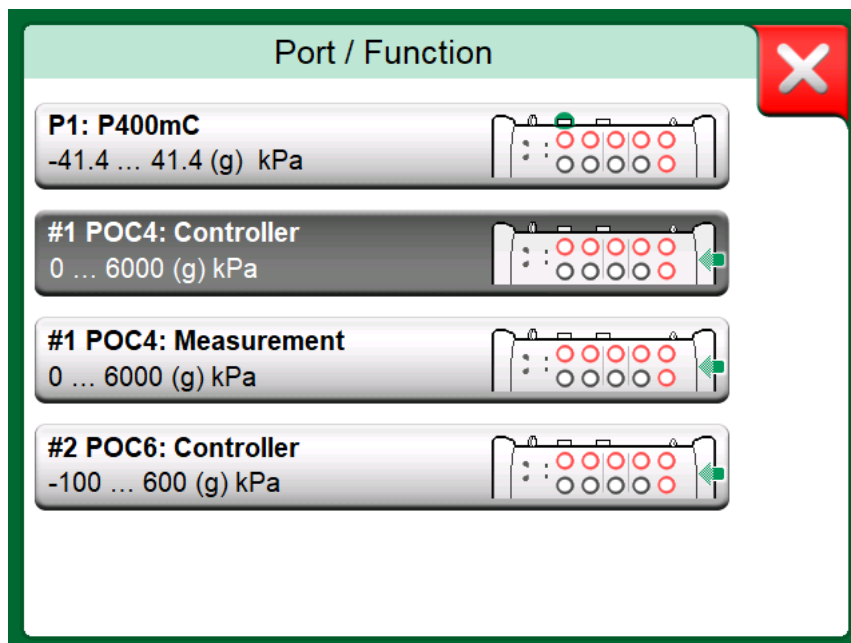 Port / Function
P1: P400mC
-41.4 … 41.4 (g) kPa
#1 POC4: Controller
0 … 6000 (g) kPa
#1 POC4: Measurement
0 … 6000 (g) kPa
#2 POC6: Controller
-100 … 600 (g) kPa